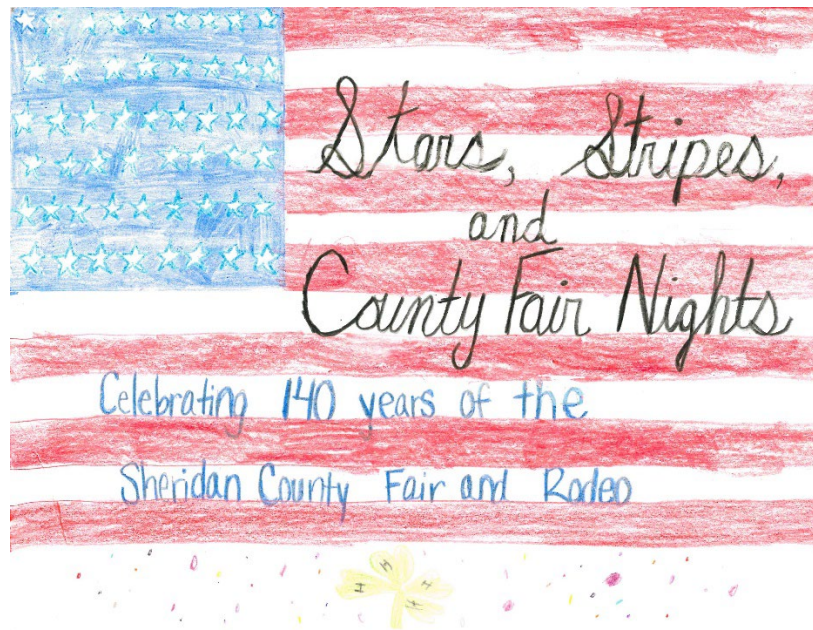 Stars, Stripes,
and
County Fair Nights
Celebrating 140 years of the
Sheridan County Fair and Rodeo
H H H H